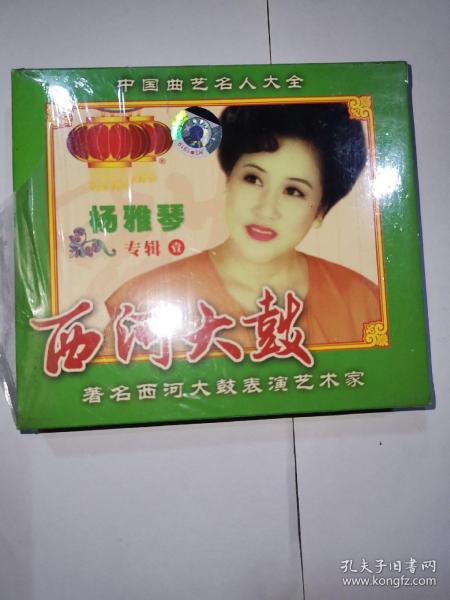 中国曲艺名人大全
®
杨雅琴
专辑 壹
西河大鼓
著名西河大鼓表演艺术家
孔夫子旧书网
www.kongfz.com